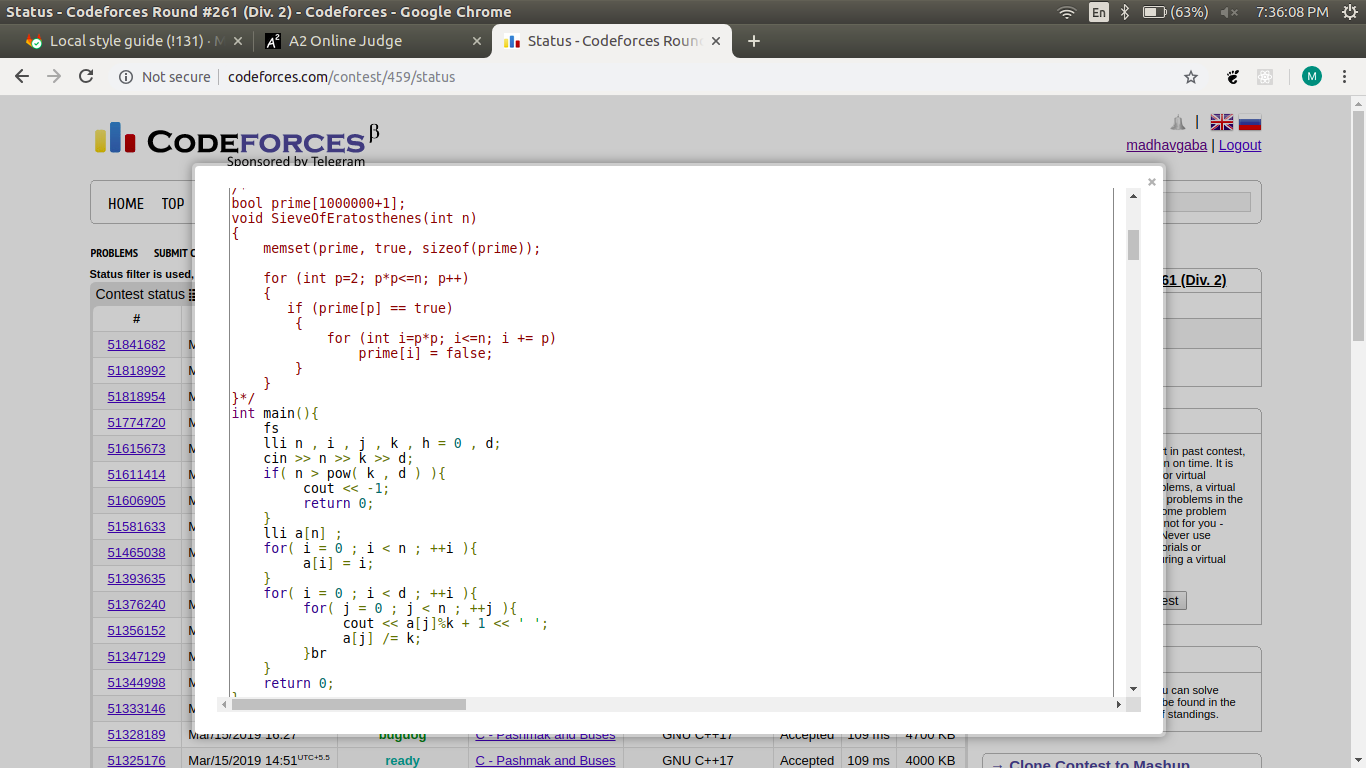 Status - Codeforces Round #261 (Div. 2) - Codeforces - Google Chrome
En
(63%)
7:36:08 PM
Local style guide (!131) ·
A2 Online Judge
Status - Codeforces Roun
Not secure
codeforces.com/contest/459/status
M
CODEFORCES β
Sponsored by Telegram
|
madhavgaba | Logout
HOME TOP
PROBLEMS SUBMIT
Status filter is used,
Contest status
#
51841682
51818992
51818954
51774720
51615673
51611414
51606905
51581633
51465038
51393635
51376240
51356152
51347129
51344998
51333146
51328189 Mar/15/2019 16:27 bugdog C - Pashmak and Buses GNU C++17 Accepted 109 ms 4700 KB
51325176 Mar/15/2019 14:51 UTC+5.5 ready C - Pashmak and Buses GNU C++17 Accepted 109 ms 4000 KB
×
/*
bool prime[1000000+1];
void SieveOfEratosthenes(int n)
{
memset(prime, true, sizeof(prime));
for (int p=2; p*p<=n; p++)
{
if (prime[p] == true)
{
for (int i=p*p; i<=n; i += p)
prime[i] = false;
}
}
}*/
int main(){
fs
lli n , i , j , k , h = 0 , d;
cin >> n >> k >> d;
if( n > pow( k , d ) ){
cout << -1;
return 0;
}
lli a[n] ;
for( i = 0 ; i < n ; ++i ){
a[i] = i;
}
for( i = 0 ; i < d ; ++i ){
for( j = 0 ; j < n ; ++j ){
cout << a[j]%k + 1 << ' ';
a[j] /= k;
}br
}
return 0;
}
61 (Div. 2)
t in past contest,
m on time. It is
or virtual
blems, a virtual
problems in the
ome problem
not for you -
Never use
orials or
uring a virtual
est
u can solve
be found in the
f standings.
→ Clone Contest to Mashup